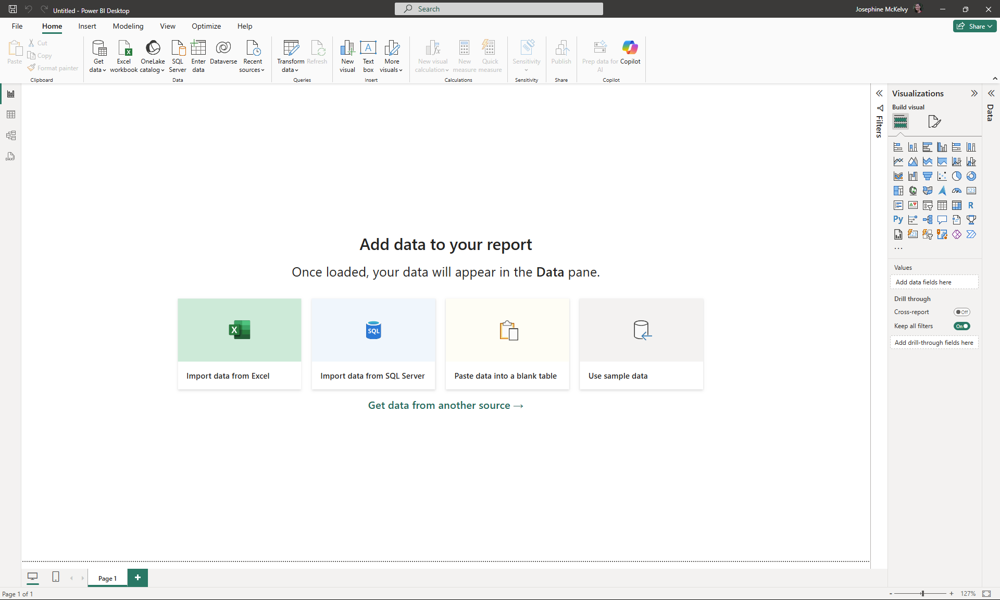 Untitled - Power BI Desktop
Search
Josephine McKelvy
File
Home
Insert
Modeling
View
Optimize
Help
Share
Paste
Cut
Copy
Format painter
Clipboard
Get data
Excel workbook
OneLake catalog
SQL Server
Enter data
Dataverse
Recent sources
Data
Transform data
Refresh
Queries
New visual
Text box
More visuals
Insert
New visual calculation
New measure
Quick measure
Calculations
Sensitivity
Sensitivity
Publish
Share
Prep data for AI
Copilot
Copilot
DAX
Filters
Visualizations
Data
Build visual
123
R
Py
123
...
Values
Add data fields here
Drill through
Cross-report
Off
Keep all filters
On
Add drill-through fields here
Add data to your report
Once loaded, your data will appear in the Data pane.
X
SQL
Import data from Excel
Import data from SQL Server
Paste data into a blank table
Use sample data
Get data from another source →
Page 1
+
Page 1 of 1
-
+
127%